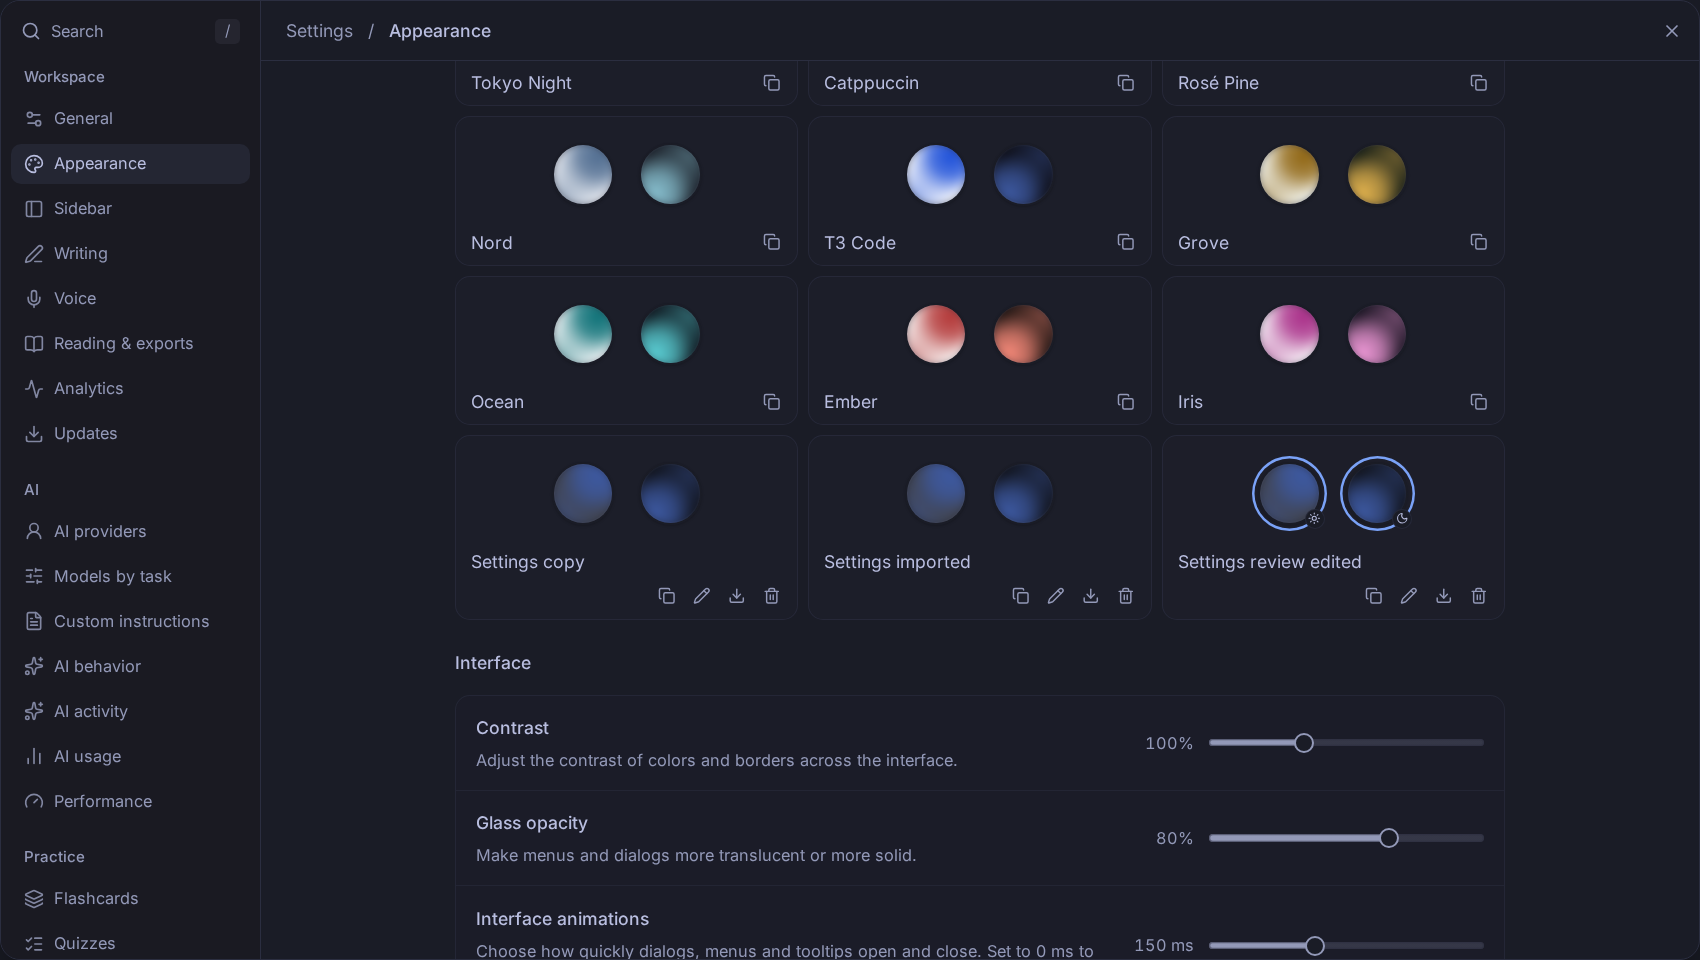 Search
/
Workspace
General
Appearance
Sidebar
Writing
Voice
Reading & exports
Analytics
Updates
AI
AI providers
Models by task
Custom instructions
AI behavior
AI activity
AI usage
Performance
Practice
Flashcards
Quizzes
Settings / Appearance
Tokyo Night
Catppuccin
Rosé Pine
Nord
T3 Code
Grove
Ocean
Ember
Iris
Settings copy
Settings imported
Settings review edited
Interface
Contrast
Adjust the contrast of colors and borders across the interface.
100%
Glass opacity
Make menus and dialogs more translucent or more solid.
80%
Interface animations
Choose how quickly dialogs, menus and tooltips open and close. Set to 0 ms to
150 ms